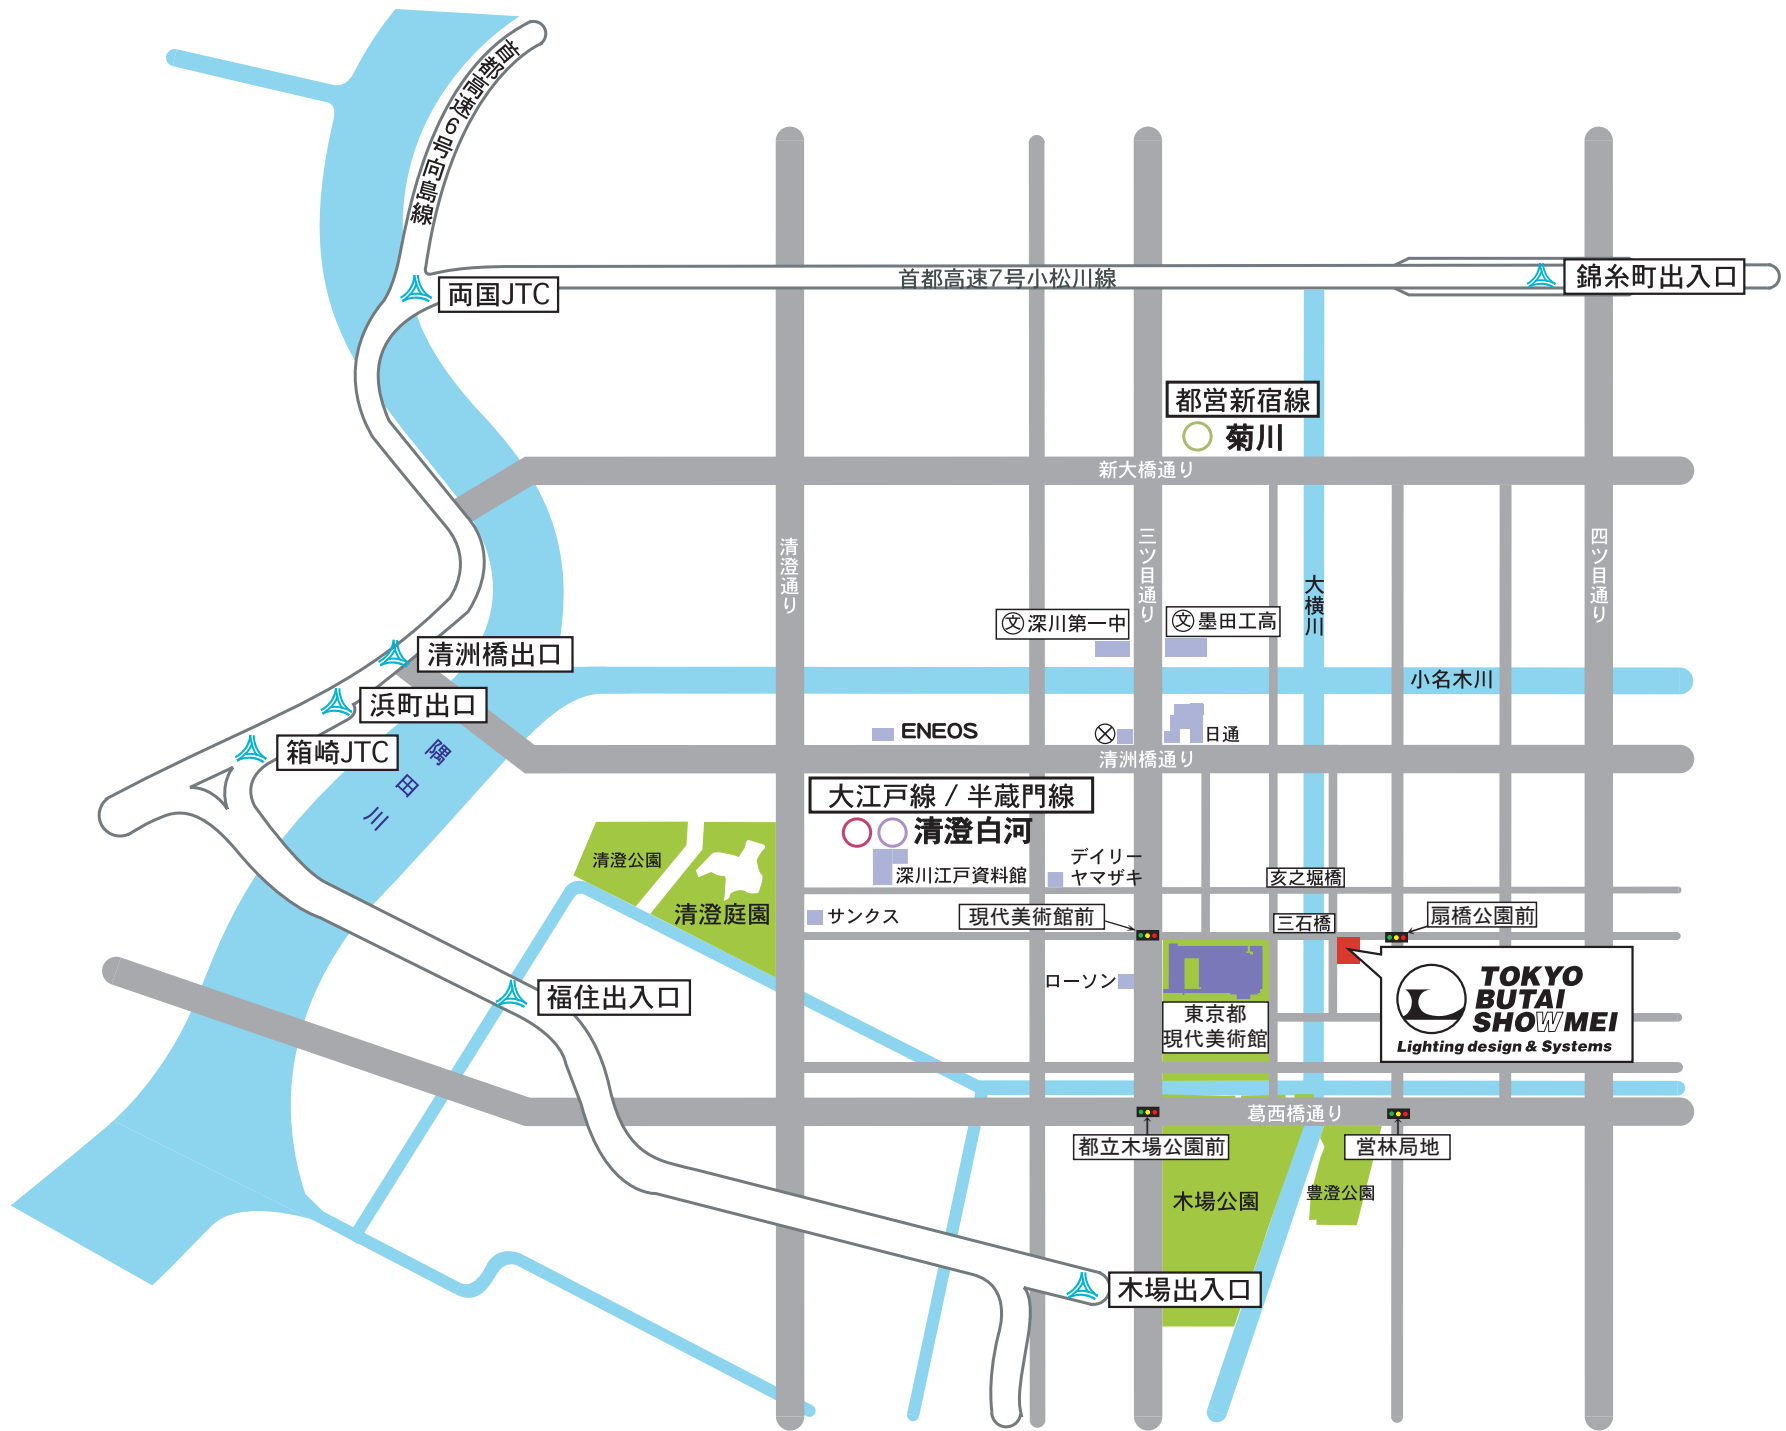 首都高速6号向島線
両国JTC
首都高速7号小松川線
錦糸町出入口
都営新宿線
菊川
新大橋通り
清澄通り
三ツ目通り
四ツ目通り
大横川
文 深川第一中
文 墨田工高
清洲橋出口
小名木川
浜町出口
箱崎JTC
隅田川
ENEOS
日通
清洲橋通り
大江戸線 / 半蔵門線
清澄白河
深川江戸資料館
デイリー
ヤマザキ
亥之堀橋
清澄公園
清澄庭園
サンクス
現代美術館前
三石橋
扇橋公園前
ローソン
福住出入口
東京都
現代美術館
TOKYO
BUTAI
SHOWMEI
Lighting design & Systems
葛西橋通り
都立木場公園前
営林局地
木場公園
豊澄公園
木場出入口